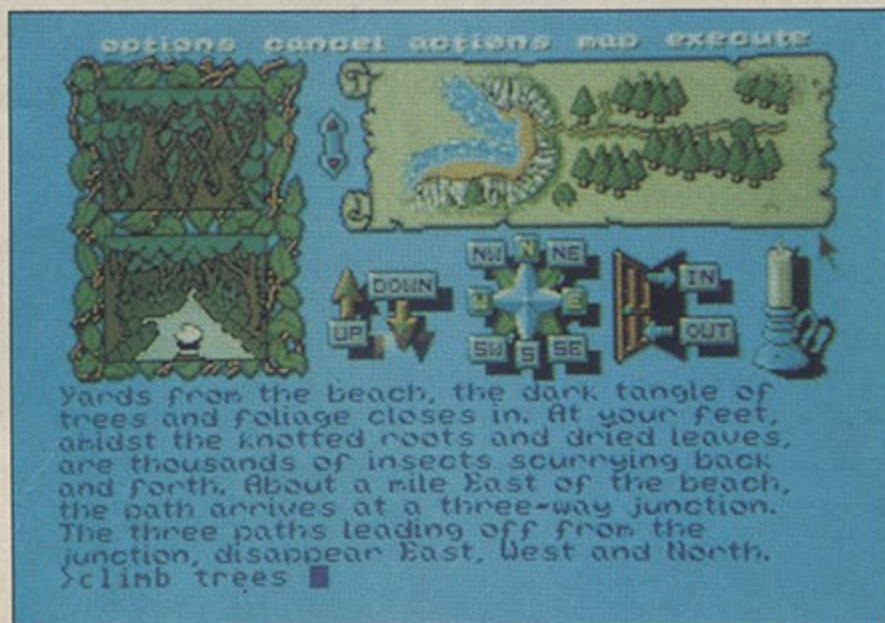 options cancel actions map execute
NW N NE
DOWN
IN
W E
UP
OUT
SW S SE
Yards from the beach, the dark tangle of
trees and foliage closes in. At your feet,
amidst the knotted roots and dried leaves,
are thousands of insects scurrying back
and forth. About a mile East of the beach,
the path arrives at a three-way junction.
The three paths leading off from the
junction, disappear East, West and North.
>climb trees